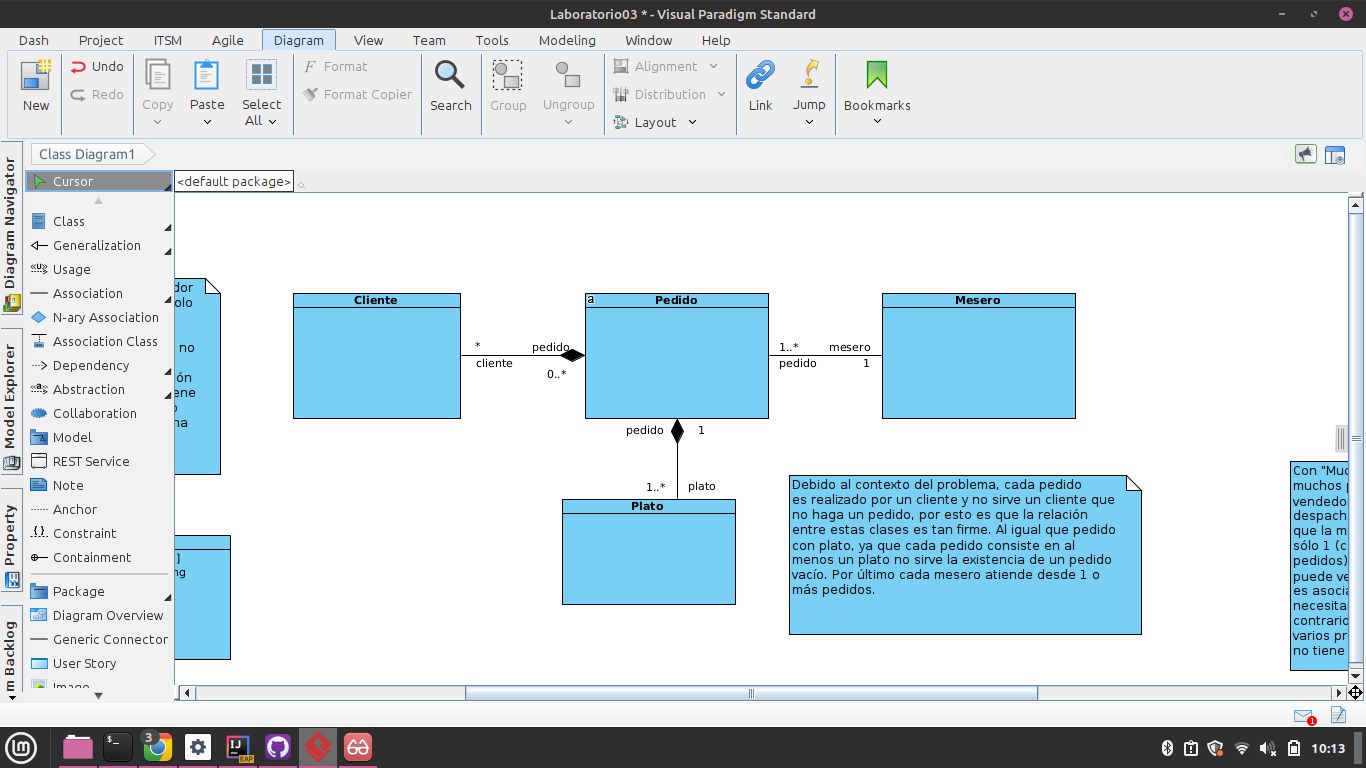 Laboratorio03 * - Visual Paradigm Standard
Dash Project ITSM Agile Diagram View Team Tools Modeling Window Help
New
Undo
Redo
Copy
Paste
Select
All
Format
Format Copier
Search
Group
Ungroup
Alignment
Distribution
Layout
Link
Jump
Bookmarks
Class Diagram1
Diagram Navigator
Model Explorer
Property
m Backlog
Cursor
Class
Generalization
Usage
Association
N-ary Association
Association Class
Dependency
Abstraction
Collaboration
Model
REST Service
Note
Anchor
Constraint
Containment
Package
Diagram Overview
Generic Connector
User Story
Image
<default package>
dor
olo
no
ón
ene
o
na
]
ng
Cliente
* pedido
cliente
0..*
a Pedido
1..* mesero
pedido 1
Mesero
pedido 1
1..* plato
Plato
Debido al contexto del problema, cada pedido
es realizado por un cliente y no sirve un cliente que
no haga un pedido, por esto es que la relación
entre estas clases es tan firme. Al igual que pedido
con plato, ya que cada pedido consiste en al
menos un plato no sirve la existencia de un pedido
vacío. Por último cada mesero atiende desde 1 o
más pedidos.
Con "Muc
muchos p
vendedo
despach
que la m
sólo 1 (c
pedidos)
puede ve
es asocia
necesita
contrario
varios pr
no tiene
1
3
$_
IJ
EAP
10:13